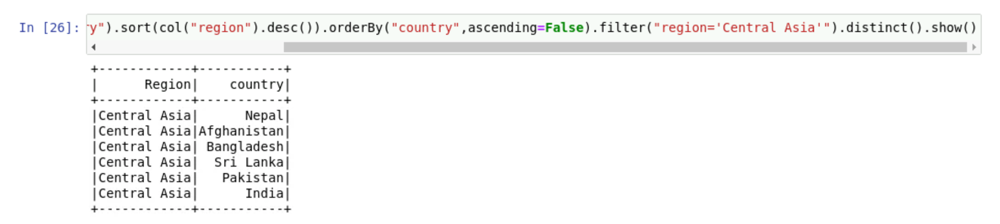 In [26]: ry").sort(col("region").desc()).orderBy("country",ascending=False).filter("region='Central Asia'").distinct().show()
+------------+-----------+
|      Region|    country|
+------------+-----------+
|Central Asia|      Nepal|
|Central Asia|Afghanistan|
|Central Asia| Bangladesh|
|Central Asia|  Sri Lanka|
|Central Asia|   Pakistan|
|Central Asia|      India|
+------------+-----------+